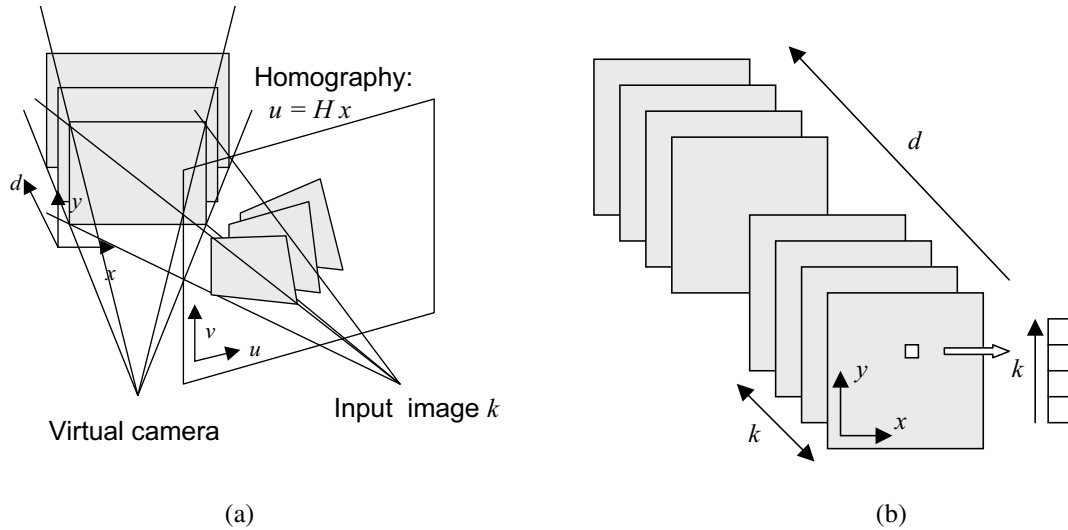 Homography:
u = H x
d
y
x
v
u
Input image k
Virtual camera
(a)
d
k
y
x
k
(b)